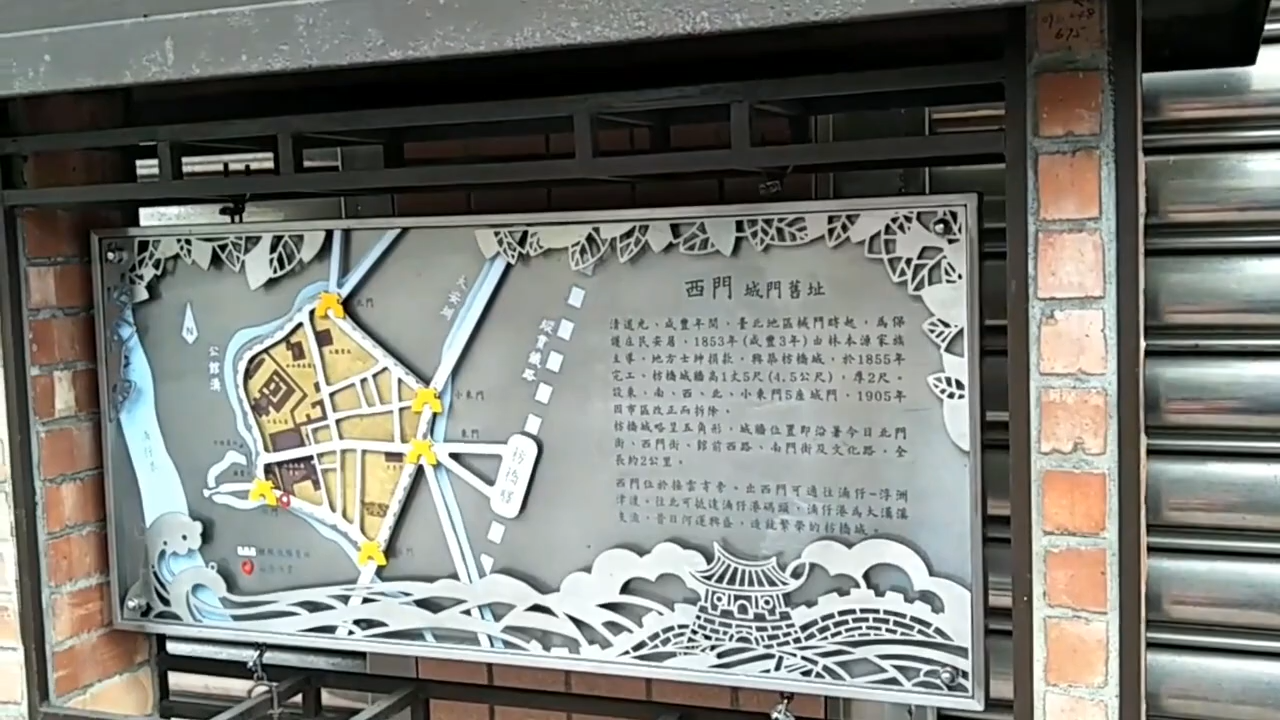 西門 城門舊址
清道光、咸豐年間，臺北地區械鬥時起，為保
護住民安居，1853年(咸豐3年)由林本源家族
主導，地方士紳捐款，興築枋橋城，於1855年
完工。枋橋城牆高1丈5尺(4.5公尺)，厚2尺。
設東、南、西、北、小東門5座城門，1905年
因市區改正而拆除。
枋橋城略呈五角形，城牆位置即沿著今日北門
街、西門街、館前西路、南門街及文化路，全
長約2公里。
西門位於接雲寺旁。出西門可通往湳仔-浮洲
津渡。往北可抵達湳仔港碼頭，湳仔港為大漢溪
支流，昔日河運興盛，造就繁榮的枋橋城。
北門
大安圳
縱貫鐵路
N
公館溝
小東門
東門
枋橋驛